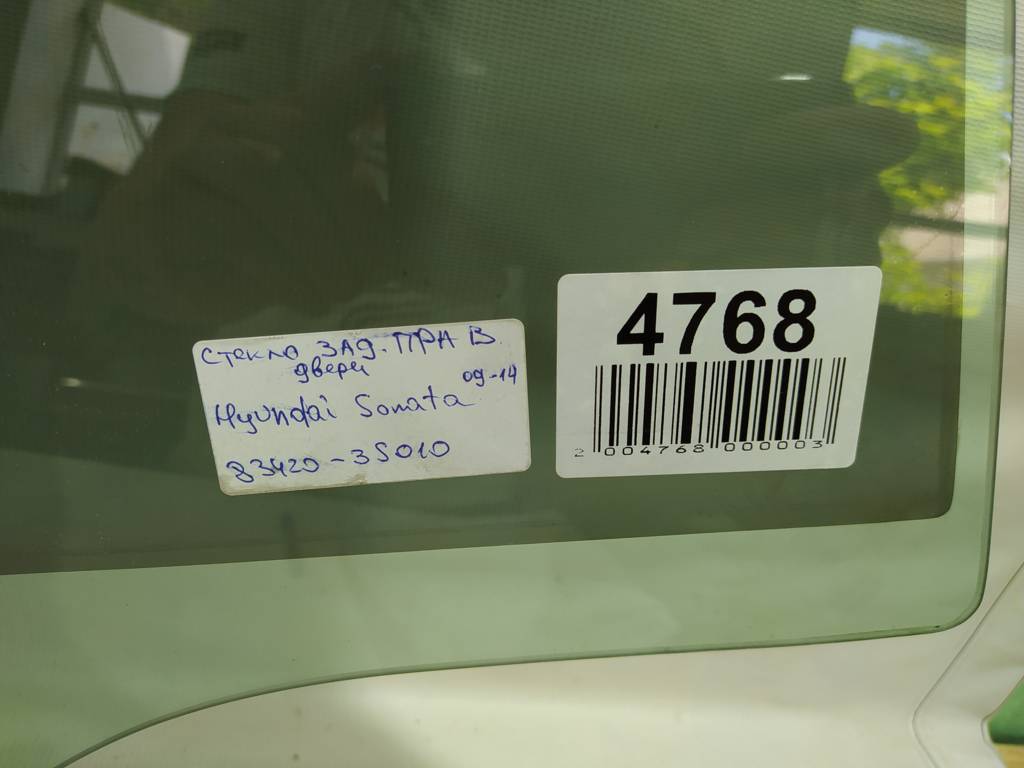 стекло ЗАД. ПРАВ.
двери
09-14
Hyundai Sonata
83420-3S010
4768
2 004768 000003